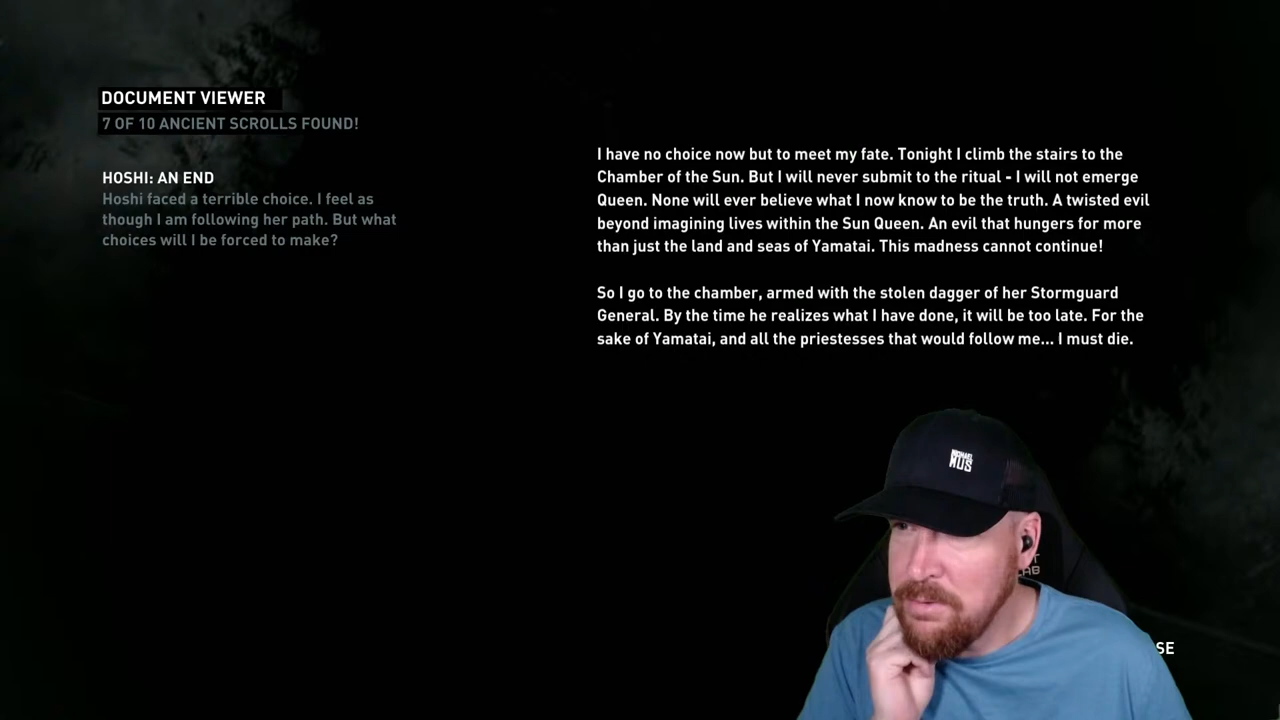 DOCUMENT VIEWER
7 OF 10 ANCIENT SCROLLS FOUND!
HOSHI: AN END
Hoshi faced a terrible choice. I feel as
though I am following her path. But what
choices will I be forced to make?
I have no choice now but to meet my fate. Tonight I climb the stairs to the
Chamber of the Sun. But I will never submit to the ritual - I will not emerge
Queen. None will ever believe what I now know to be the truth. A twisted evil
beyond imagining lives within the Sun Queen. An evil that hungers for more
than just the land and seas of Yamatai. This madness cannot continue!
So I go to the chamber, armed with the stolen dagger of her Stormguard
General. By the time he realizes what I have done, it will be too late. For the
sake of Yamatai, and all the priestesses that would follow me... I must die.
MICHAEL
MUS
SE